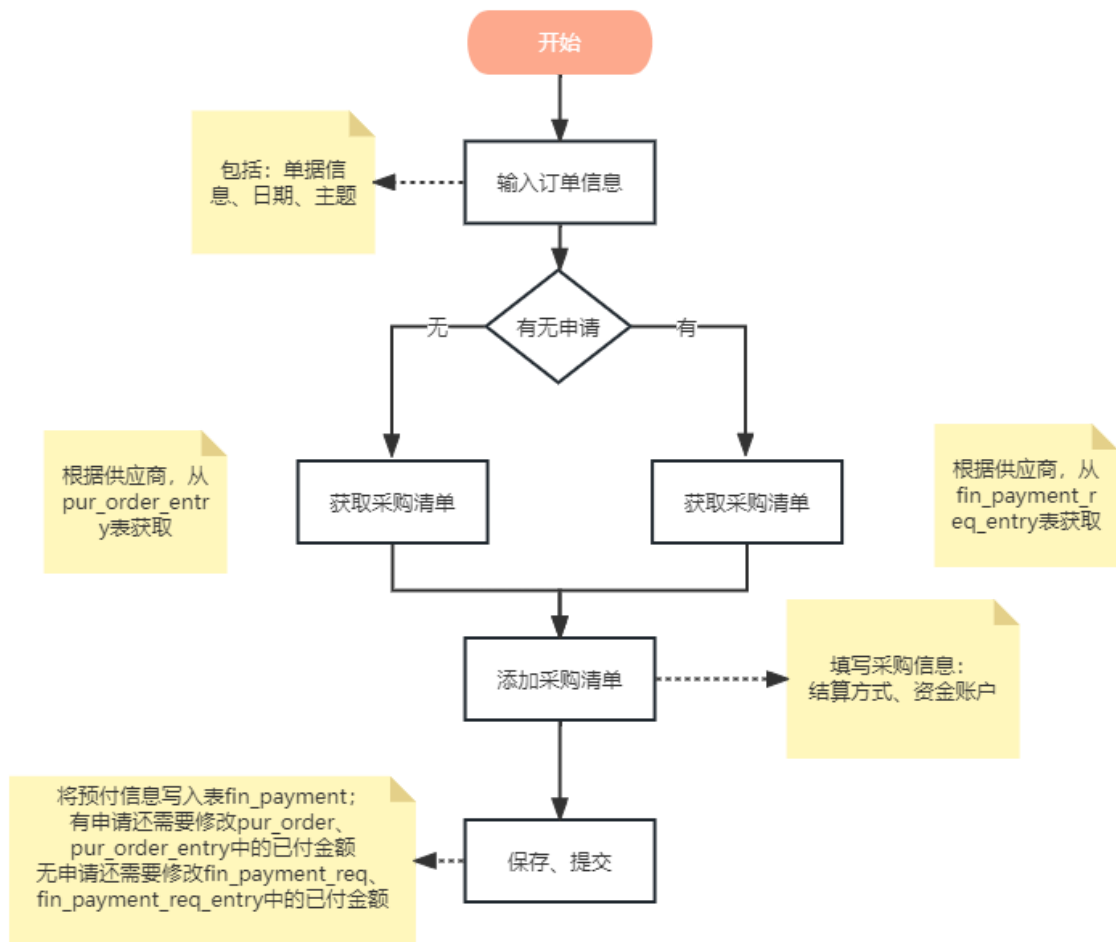 开始
包括：单据信
息、日期、主题
输入订单信息
无
有无申请
有
根据供应商，从
pur_order_entr
y表获取
获取采购清单
获取采购清单
根据供应商，从
fin_payment_r
eq_entry表获取
添加采购清单
填写采购信息：
结算方式、资金账户
将预付信息写入表fin_payment；
有申请还需要修改pur_order、
pur_order_entry中的已付金额
无申请还需要修改fin_payment_req、
fin_payment_req_entry中的已付金额
保存、提交